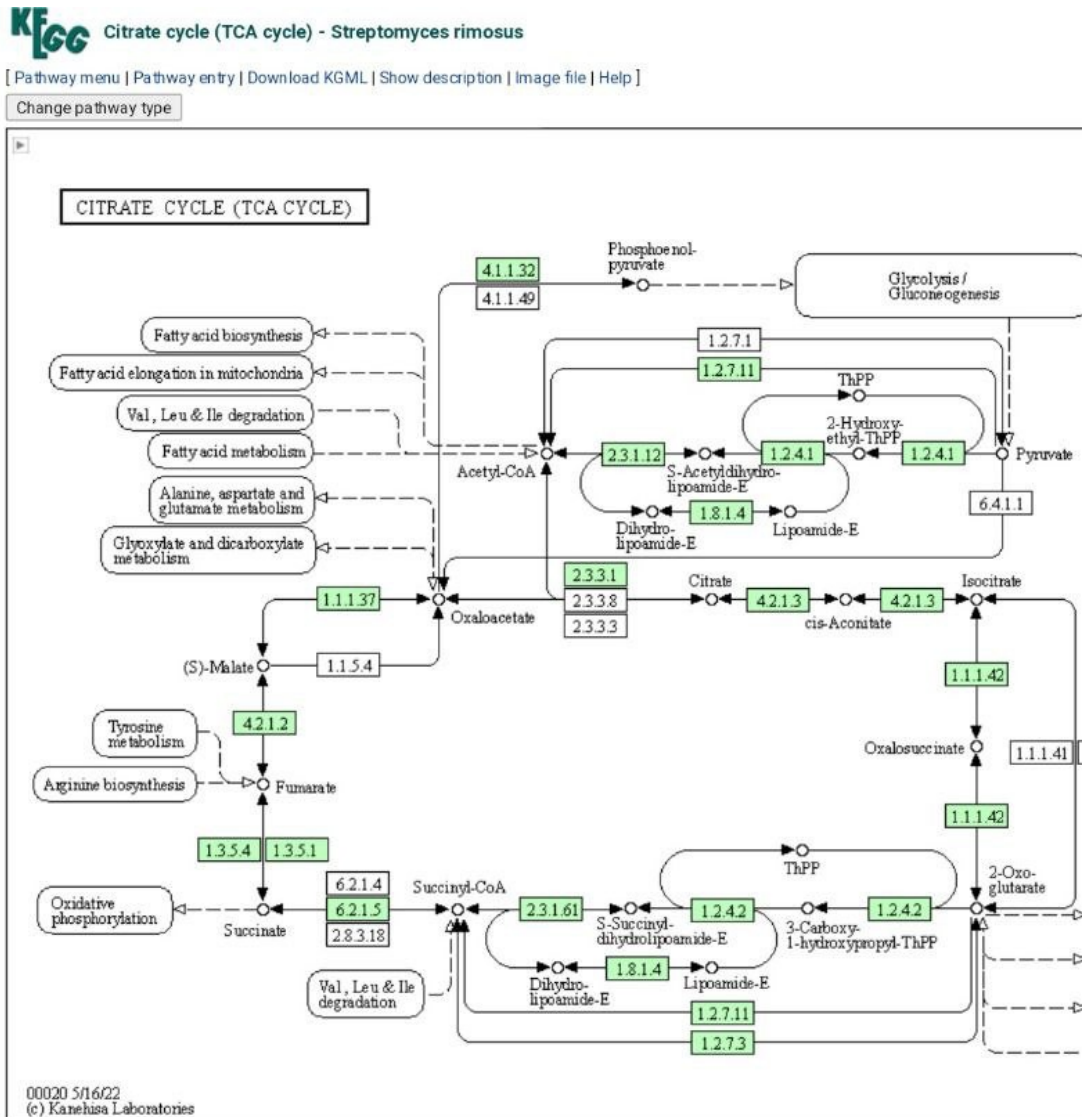 KEGG
Citrate cycle (TCA cycle) - Streptomyces rimosus
[ Pathway menu | Pathway entry | Download KGML | Show description | Image file | Help ]
Change pathway type
CITRATE CYCLE (TCA CYCLE)
Phosphoenol-
pyruvate
4.1.1.32
4.1.1.49
Glycolysis /
Gluconeogenesis
Fatty acid biosynthesis
Fatty acid elongation in mitochondria
Val, Leu & Ile degradation
Fatty acid metabolism
Alanine, aspartate and
glutamate metabolism
Glyoxylate and dicarboxylate
metabolism
1.2.7.1
1.2.7.11
ThPP
2-Hydroxy-
ethyl-ThPP
Acetyl-CoA
2.3.1.12
S-Acetyldihydro-
lipoamide-E
1.2.4.1
1.2.4.1
Pyruvate
Dihydro-
lipoamide-E
1.8.1.4
Lipoamide-E
6.4.1.1
1.1.1.37
Oxaloacetate
2.3.3.1
2.3.3.8
2.3.3.3
Citrate
4.2.1.3
cis-Aconitate
4.2.1.3
Isocitrate
(S)-Malate
1.1.5.4
1.1.1.42
4.2.1.2
Tyrosine
metabolism
Oxalosuccinate
1.1.1.41
Arginine biosynthesis
Fumarate
1.1.1.42
1.3.5.4
1.3.5.1
ThPP
2-Oxo-
glutarate
Oxidative
phosphorylation
Succinate
6.2.1.4
6.2.1.5
2.8.3.18
Succinyl-CoA
2.3.1.61
S-Succinyl-
dihydrolipoamide-E
1.2.4.2
3-Carboxy-
1-hydroxypropyl-ThPP
1.2.4.2
Val, Leu & Ile
degradation
Dihydro-
lipoamide-E
1.8.1.4
Lipoamide-E
1.2.7.11
1.2.7.3
00020 5/16/22
(c) Kanehisa Laboratories